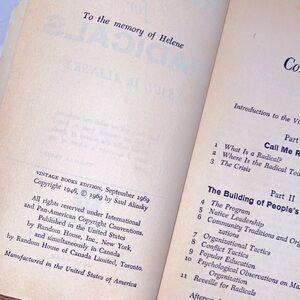 To the memory of Helene
VINTAGE BOOKS EDITION, September 1969
Copyright 1946, © 1969 by Saul Alinsky
All rights reserved under International
and Pan-American Copyright Conventions.
Published in the United States by
Random House, Inc., New York,
and simultaneously in Canada by
Random House of Canada Limited, Toronto.
Manufactured in the United States of America
Co
Introduction to the Vi
Part
Call Me R
1 What Is a Radical?
2 Where Is the Radical Toda
3 The Crisis
Part II
The Building of People's
4 The Program
5 Native Leadership
6 Community Traditions and
zations
7 Organizational Tactics
8 Conflict Tactics
9 Popular Education
10 Psychological Observations on Ma
Organization
11 Reveille for Radicals